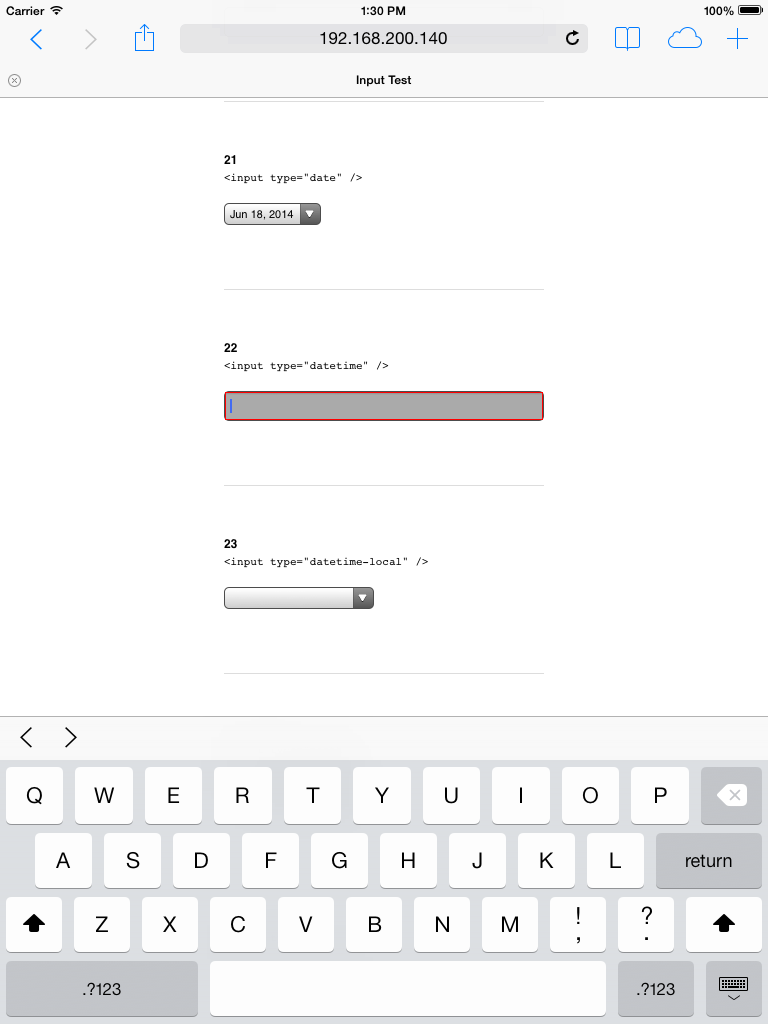 Carrier 1:30 PM 100%
192.168.200.140
Input Test
21
<input type="date" />
Jun 18, 2014
22
<input type="datetime" />
23
<input type="datetime-local" />
Q W E R T Y U I O P
A S D F G H J K L return
Z X C V B N M ! , ? .
.?123 .?123